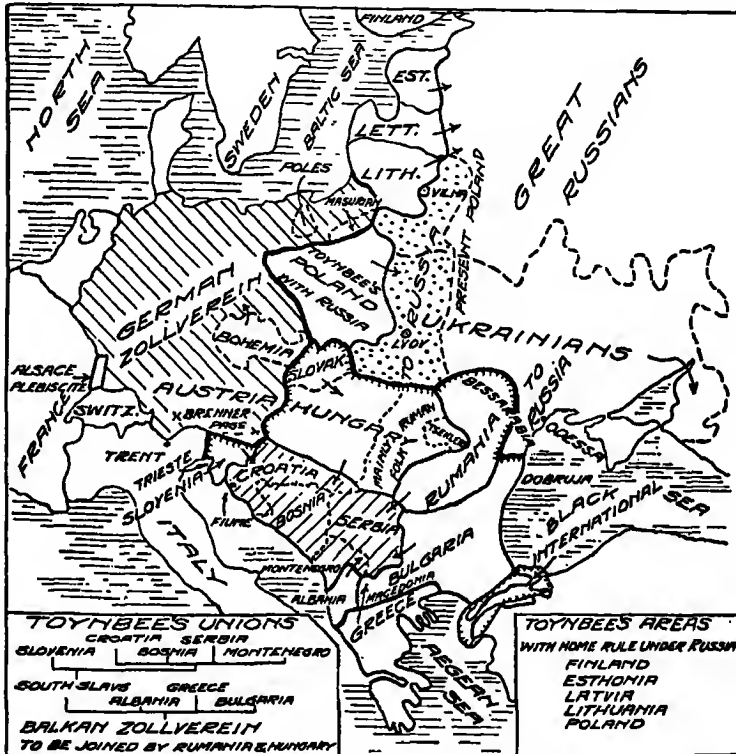 FINLAND
NORTH
SEA
SWEDEN
BALTIC SEA
EST.
LETT.
LITH.
VILNA
POLES
MASURIAN
GREAT
RUSSIANS
PRESENT POLAND
TOYNBEE'S
POLAND
WITH RUSSIA
TO RUSSIA
LVOV
UKRAINIANS
GERMAN
ZOLLVEREIN
BOHEMIA
ALSACE
PLEBISCITE
FRANCE
SWITZ.
AUSTRIA
X BRENNER
PASS
SLOVAK.
HUNGA
RUMAN
FOLK
BESSARABIA
TO
RUSSIA
ODESSA
RUMANIA
DOBRUJA
TRENT
TRIESTE
SLOVENIA
FIUME
CROATIA
BOSNIA
SERBIA
MONTENEGRO
ALBANIA
MACEDONIA
BULGARIA
GREECE
ITALY
BLACK
INTERNATIONAL SEA
AEGEAN
SEA
TOYNBEE'S UNIONS
CROATIA SERBIA
SLOVENIA BOSNIA MONTENEGRO
SOUTH SLAVS GREECE
ALBANIA BULGARIA
BALKAN ZOLLVEREIN
TO BE JOINED BY RUMANIA & HUNGARY
TOYNBEE'S AREAS
WITH HOME RULE UNDER RUSSIA
FINLAND
ESTHONIA
LATVIA
LITHUANIA
POLAND